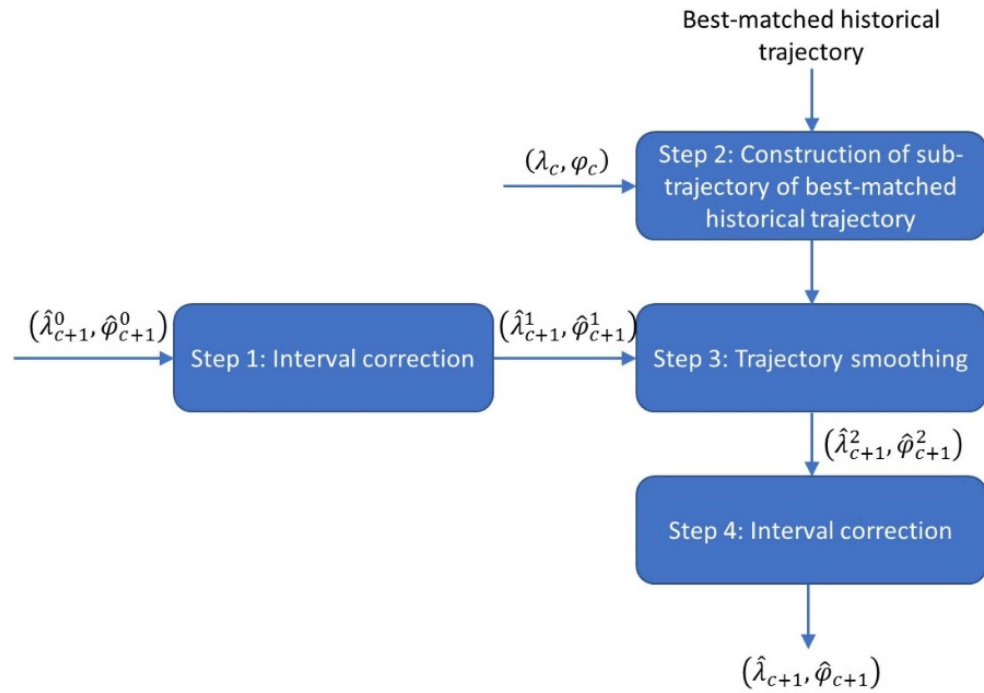 Best-matched historical
trajectory
(λ_c, φ_c)
Step 2: Construction of sub-
trajectory of best-matched
historical trajectory
(λ̂⁰_{c+1}, φ̂⁰_{c+1})
Step 1: Interval correction
(λ̂¹_{c+1}, φ̂¹_{c+1})
Step 3: Trajectory smoothing
(λ̂²_{c+1}, φ̂²_{c+1})
Step 4: Interval correction
(λ̂_{c+1}, φ̂_{c+1})